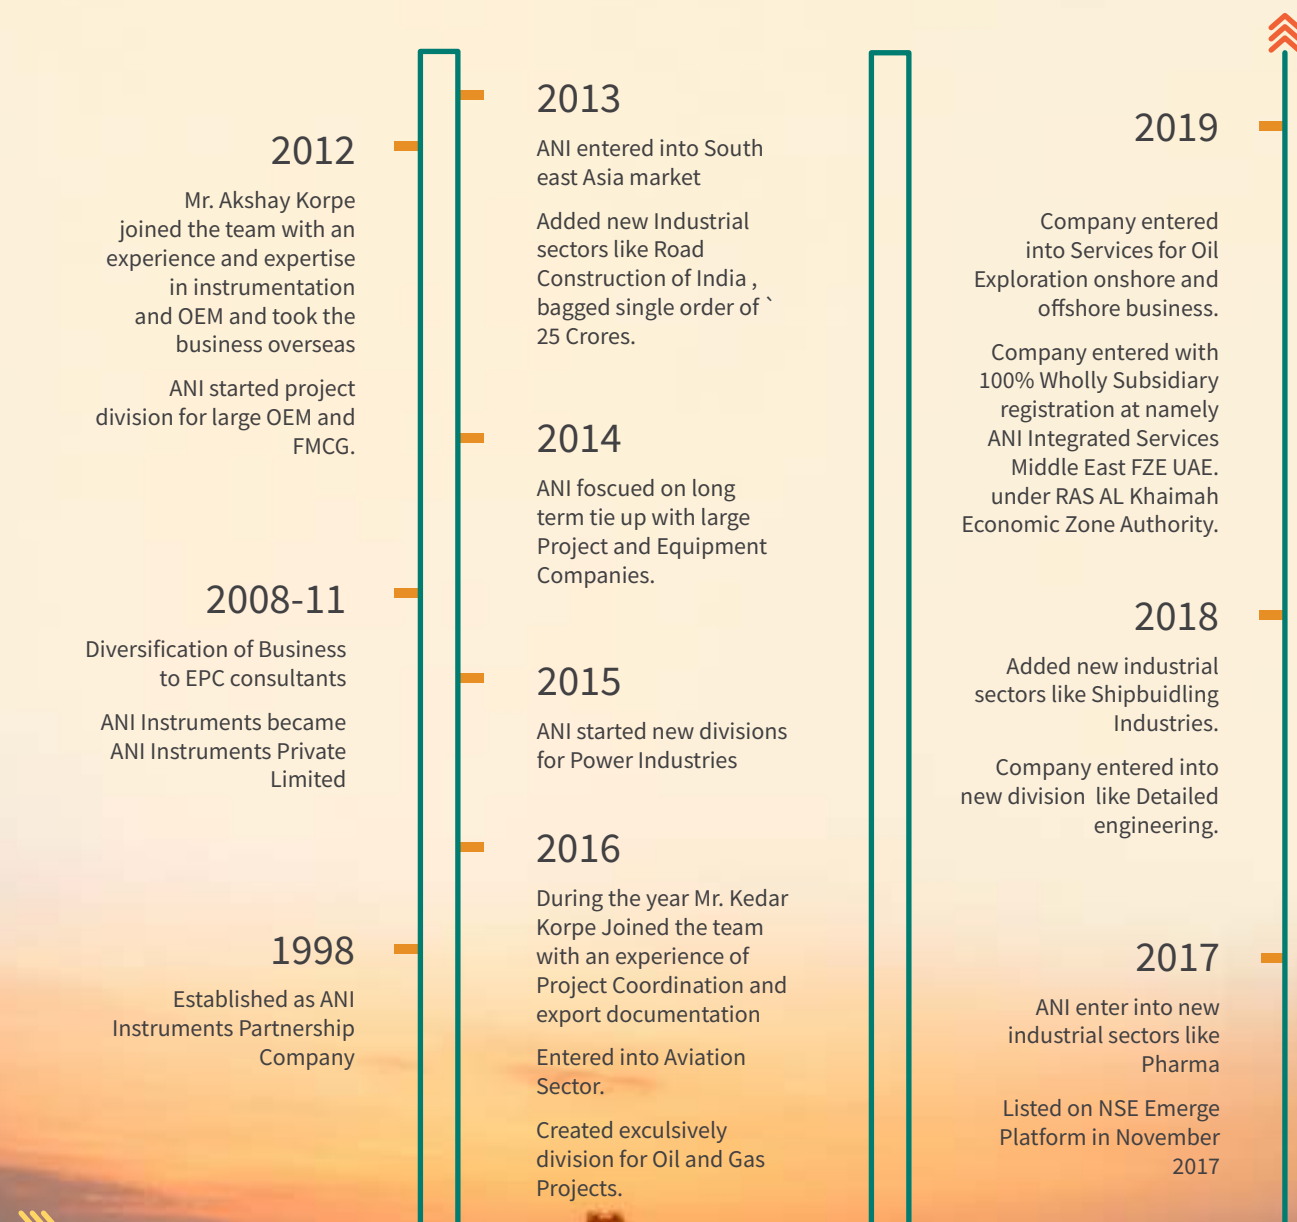 2012
Mr. Akshay Korpe
joined the team with an
experience and expertise
in instrumentation
and OEM and took the
business overseas
ANI started project
division for large OEM and
FMCG.
2008-11
Diversification of Business
to EPC consultants
ANI Instruments became
ANI Instruments Private
Limited
1998
Established as ANI
Instruments Partnership
Company
2013
ANI entered into South
east Asia market
Added new Industrial
sectors like Road
Construction of India ,
bagged single order of `
25 Crores.
2014
ANI foscued on long
term tie up with large
Project and Equipment
Companies.
2015
ANI started new divisions
for Power Industries
2016
During the year Mr. Kedar
Korpe Joined the team
with an experience of
Project Coordination and
export documentation
Entered into Aviation
Sector.
Created exculsively
division for Oil and Gas
Projects.
2019
Company entered
into Services for Oil
Exploration onshore and
offshore business.
Company entered with
100% Wholly Subsidiary
registration at namely
ANI Integrated Services
Middle East FZE UAE.
under RAS AL Khaimah
Economic Zone Authority.
2018
Added new industrial
sectors like Shipbuidling
Industries.
Company entered into
new division  like Detailed
engineering.
2017
ANI enter into new
industrial sectors like
Pharma
Listed on NSE Emerge
Platform in November
2017